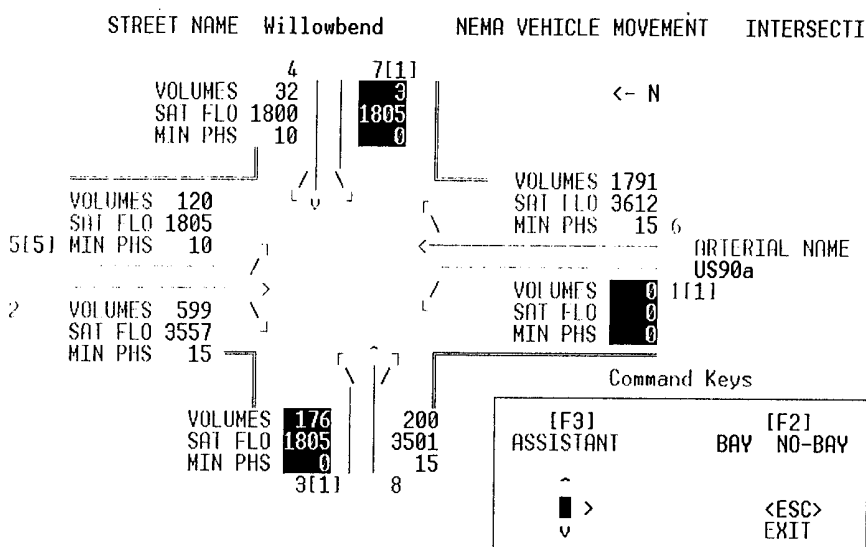 STREET NAME Willowbend NEMA VEHICLE MOVEMENT INTERSECTI
4 7[1]
VOLUMES 32 3
SAT FLO 1800 1805
MIN PHS 10 0
<- N
VOLUMES 120
SAT FLO 1805
5[5] MIN PHS 10
VOLUMES 1791
SAT FLO 3612
MIN PHS 15 6
ARTERIAL NAME
US90a
2 VOLUMES 599
SAT FLO 3557
MIN PHS 15
VOLUMES 0 1[1]
SAT FLO 0
MIN PHS 0
VOLUMES 176 200
SAT FLO 1805 3501
MIN PHS 0 15
3[1] 8
Command Keys
[F3] [F2]
ASSISTANT BAY NO-BAY
<ESC>
EXIT